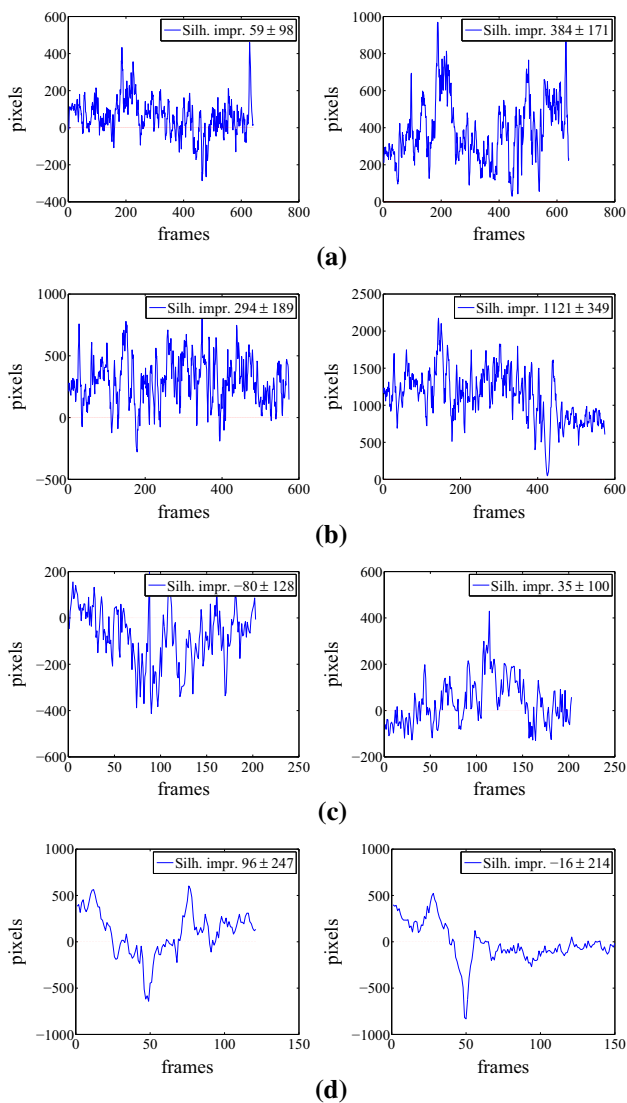 600
400
200
0
−200
−400
pixels
Silh. impr. 59 ± 98
0 200 400 600 800
frames
1000
800
600
400
200
0
pixels
Silh. impr. 384 ± 171
0 200 400 600 800
frames
(a)
1000
500
0
−500
pixels
Silh. impr. 294 ± 189
0 200 400 600
frames
2500
2000
1500
1000
500
0
pixels
Silh. impr. 1121 ± 349
0 200 400 600
frames
(b)
200
0
−200
−400
−600
pixels
Silh. impr. −80 ± 128
0 50 100 150 200 250
frames
600
400
200
0
−200
pixels
Silh. impr. 35 ± 100
0 50 100 150 200 250
frames
(c)
1000
500
0
−500
−1000
pixels
Silh. impr. 96 ± 247
0 50 100 150
frames
1000
500
0
−500
−1000
pixels
Silh. impr. −16 ± 214
0 50 100 150
frames
(d)